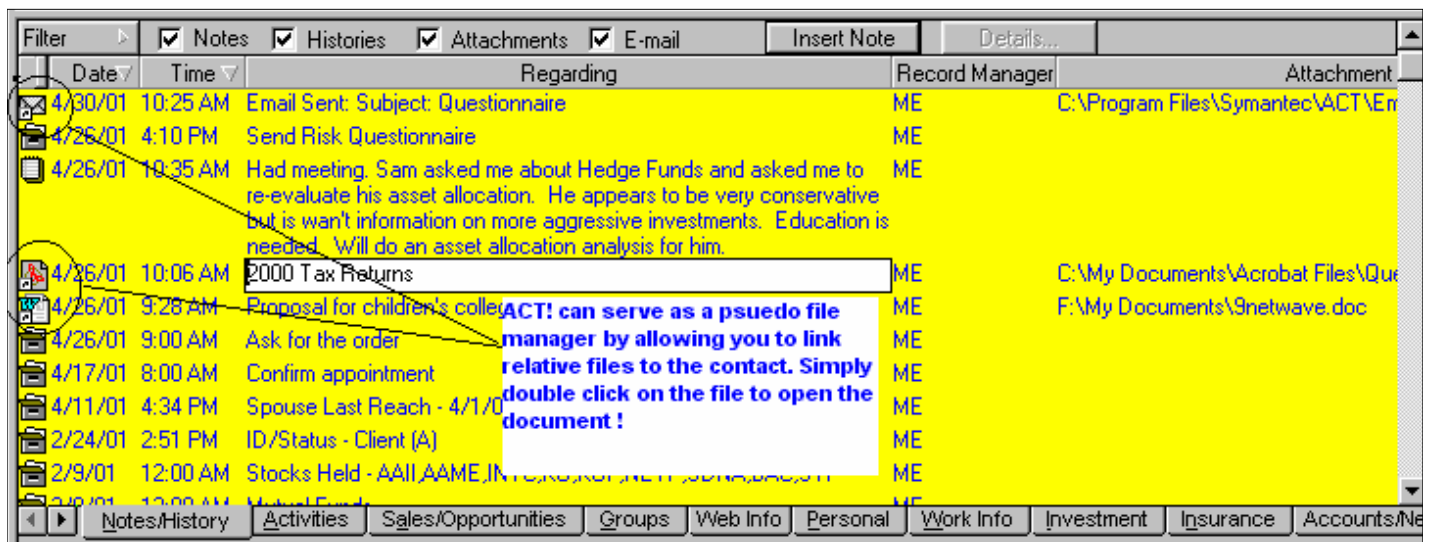 Filter Notes Histories Attachments E-mail Insert Note Details...
Date Time Regarding Record Manager Attachment
4/30/01 10:25 AM Email Sent: Subject: Questionnaire ME C:\Program Files\Symantec\ACT\Em
4/26/01 4:10 PM Send Risk Questionnaire ME
4/26/01 10:35 AM Had meeting. Sam asked me about Hedge Funds and asked me to ME
re-evaluate his asset allocation. He appears to be very conservative
but is wan't information on more aggressive investments. Education is
needed. Will do an asset allocation analysis for him.
4/26/01 10:06 AM 2000 Tax Returns ME C:\My Documents\Acrobat Files\Que
4/26/01 9:28 AM Proposal for children's colle ME F:\My Documents\9netwave.doc
4/26/01 9:00 AM Ask for the order ME
4/17/01 8:00 AM Confirm appointment ME
4/11/01 4:34 PM Spouse Last Reach - 4/1/0 ME
2/24/01 2:51 PM ID/Status - Client (A) ME
2/9/01 12:00 AM Stocks Held - AAII,AAME, ME
ACT! can serve as a psuedo file
manager by allowing you to link
relative files to the contact. Simply
double click on the file to open the
document !
12:00 AM Mutual Funds ME
Notes/History Activities Sales/Opportunities Groups Web Info Personal Work Info Investment Insurance Accounts/Ne